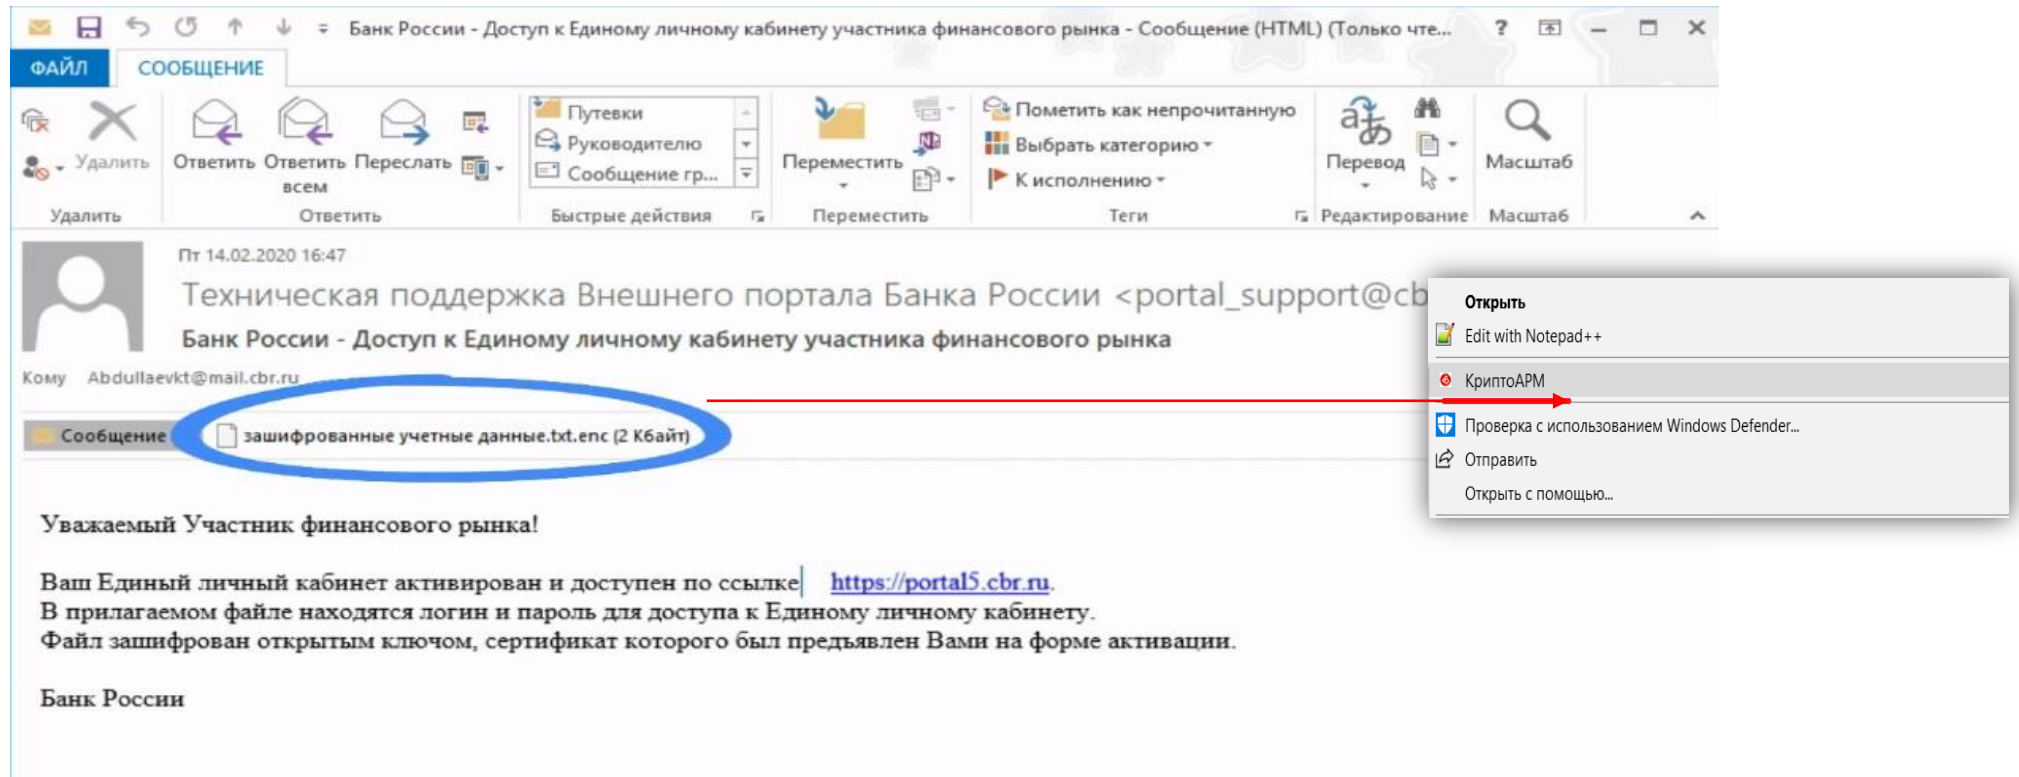 Банк России - Доступ к Единому личному кабинету участника финансового рынка - Сообщение (HTML) (Только чте...
ФАЙЛ СООБЩЕНИЕ
Удалить
Ответить Ответить всем Переслать
Путевки
Руководителю
Сообщение гр...
Переместить
Пометить как непрочитанную
Выбрать категорию
К исполнению
Перевод
Масштаб
Удалить Ответить Быстрые действия Переместить Теги Редактирование Масштаб
Пт 14.02.2020 16:47
Техническая поддержка Внешнего портала Банка России <portal_support@cb
Банк России - Доступ к Единому личному кабинету участника финансового рынка
Кому Abdullaevkt@mail.cbr.ru
Сообщение зашифрованные учетные данные.txt.enc (2 Кбайт)
Уважаемый Участник финансового рынка!
Ваш Единый личный кабинет активирован и доступен по ссылке https://portal5.cbr.ru.
В прилагаемом файле находятся логин и пароль для доступа к Единому личному кабинету.
Файл зашифрован открытым ключом, сертификат которого был предъявлен Вами на форме активации.
Банк России
Открыть
Edit with Notepad++
КриптоАРМ
Проверка с использованием Windows Defender...
Отправить
Открыть с помощью...